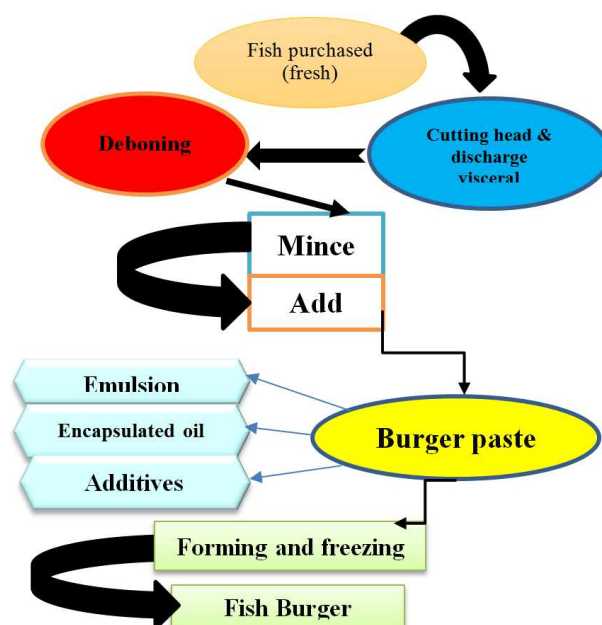 Fish purchased
(fresh)
Cutting head &
discharge
visceral
Deboning
Mince
Add
Emulsion
Encapsulated oil
Additives
Burger paste
Forming and freezing
Fish Burger